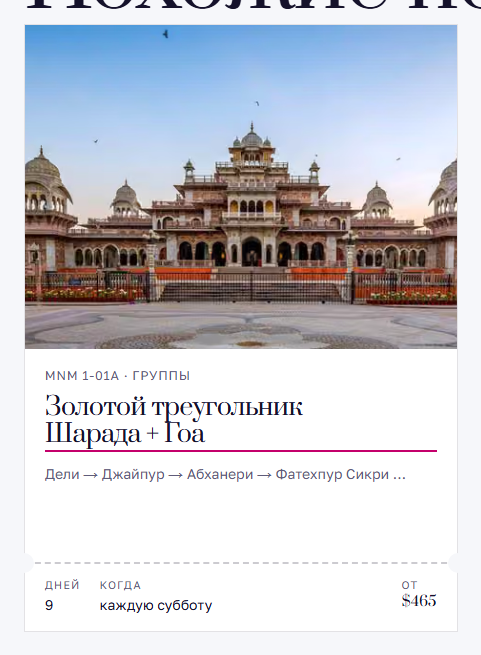 Похожие
MNM 1-01A · ГРУППЫ
Золотой треугольник
Шарада + Гоа
Дели → Джайпур → Абханери → Фатехпур Сикри ...
ДНЕЙ
9
КОГДА
каждую субботу
ОТ
$465